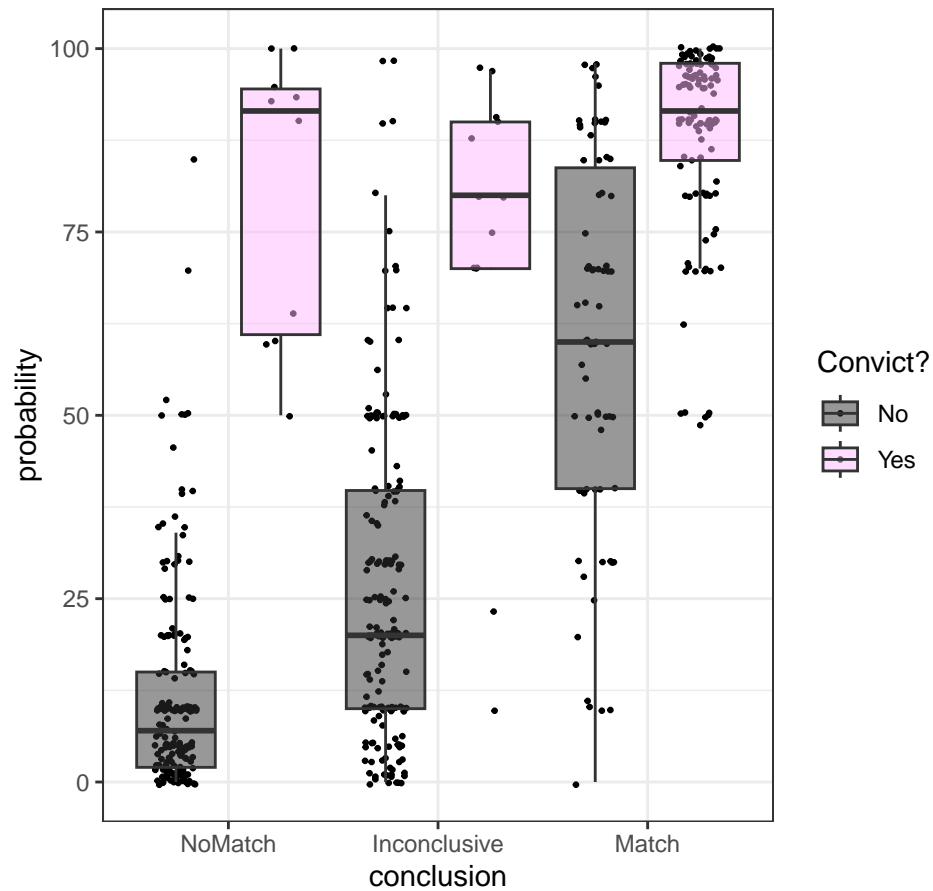 100
75
50
25
0
probability
NoMatch
Inconclusive
Match
conclusion
Convict?
No
Yes